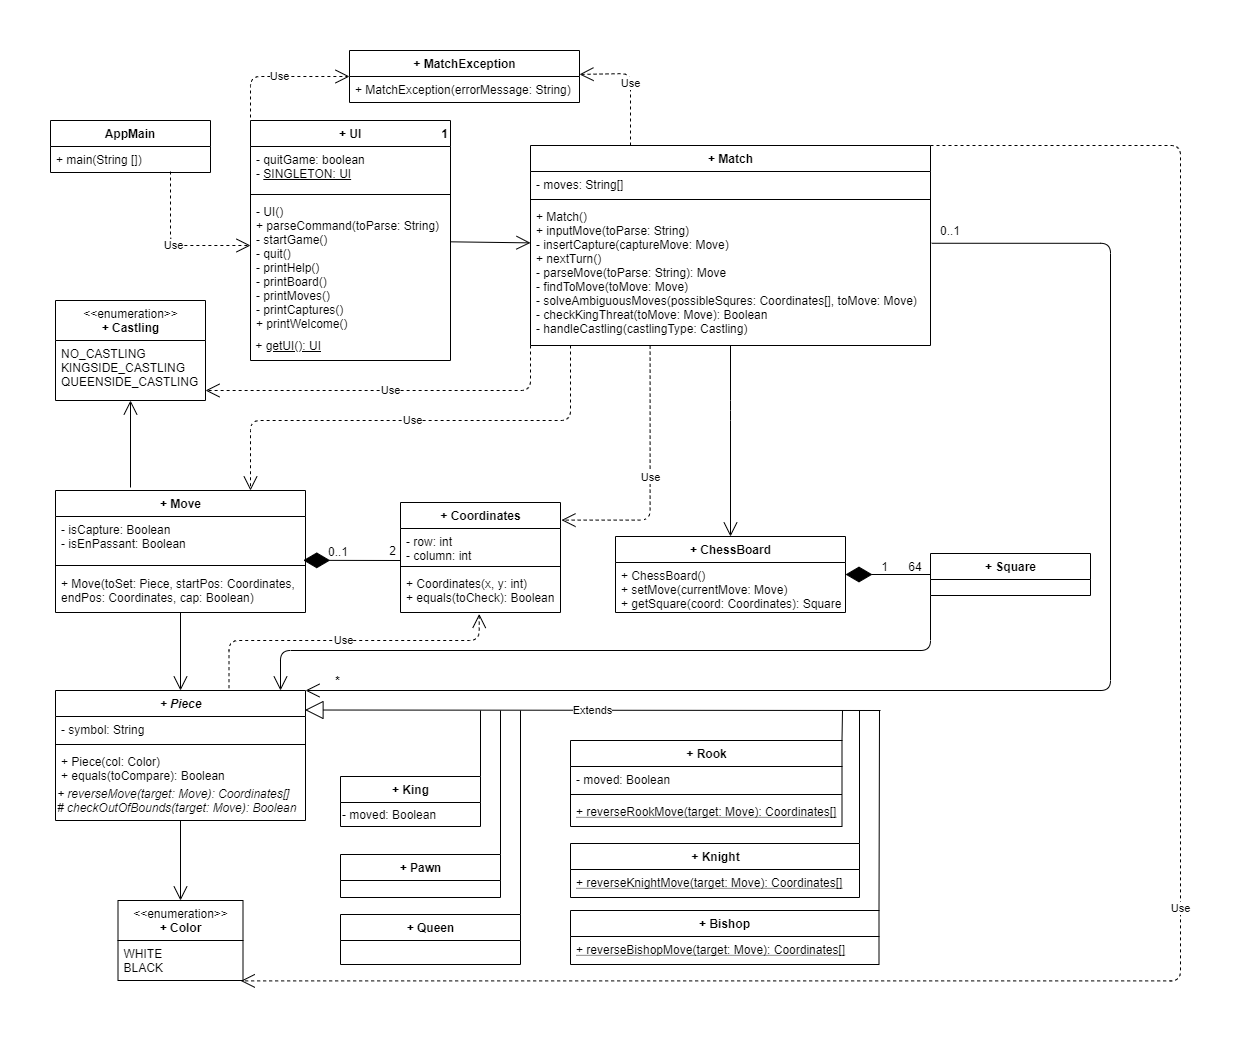 + MatchException
+ MatchException(errorMessage: String)
Use
Use
AppMain
+ main(String [])
Use
+ UI
1
- quitGame: boolean
- SINGLETON: UI
- UI()
+ parseCommand(toParse: String)
- startGame()
- quit()
- printHelp()
- printBoard()
- printMoves()
- printCaptures()
+ printWelcome()
+ getUI(): UI
+ Match
- moves: String[]
+ Match()
+ inputMove(toParse: String)
- insertCapture(captureMove: Move)
+ nextTurn()
- parseMove(toParse: String): Move
- findToMove(toMove: Move)
- solveAmbiguousMoves(possibleSqures: Coordinates[], toMove: Move)
- checkKingThreat(toMove: Move): Boolean
- handleCastling(castlingType: Castling)
0..1
<<enumeration>>
+ Castling
NO_CASTLING
KINGSIDE_CASTLING
QUEENSIDE_CASTLING
Use
Use
Use
+ Move
- isCapture: Boolean
- isEnPassant: Boolean
+ Move(toSet: Piece, startPos: Coordinates,
endPos: Coordinates, cap: Boolean)
0..1
2
+ Coordinates
- row: int
- column: int
+ Coordinates(x, y: int)
+ equals(toCheck): Boolean
+ ChessBoard
+ ChessBoard()
+ setMove(currentMove: Move)
+ getSquare(coord: Coordinates): Square
1
64
+ Square
Use
*
+ Piece
- symbol: String
+ Piece(col: Color)
+ equals(toCompare): Boolean
+ reverseMove(target: Move): Coordinates[]
# checkOutOfBounds(target: Move): Boolean
Extends
+ King
- moved: Boolean
+ Pawn
+ Queen
+ Rook
- moved: Boolean
+ reverseRookMove(target: Move): Coordinates[]
+ Knight
+ reverseKnightMove(target: Move): Coordinates[]
+ Bishop
+ reverseBishopMove(target: Move): Coordinates[]
<<enumeration>>
+ Color
WHITE
BLACK
Use